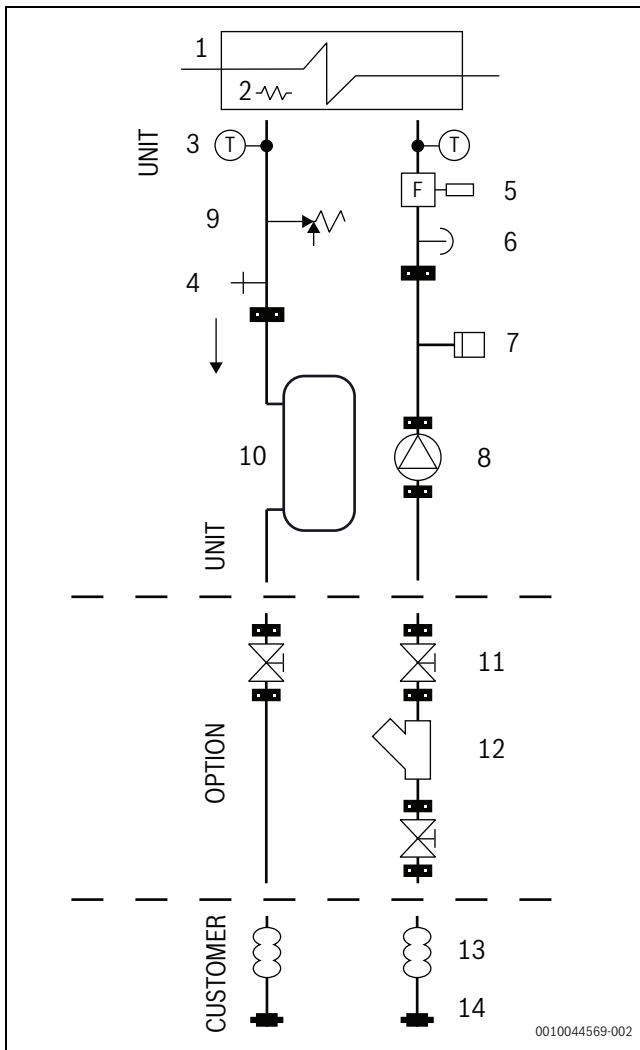 1
2
UNIT
3 T T
F 5
9
6
4
7
10
8
UNIT
11
OPTION
12
CUSTOMER
13
14
0010044569-002